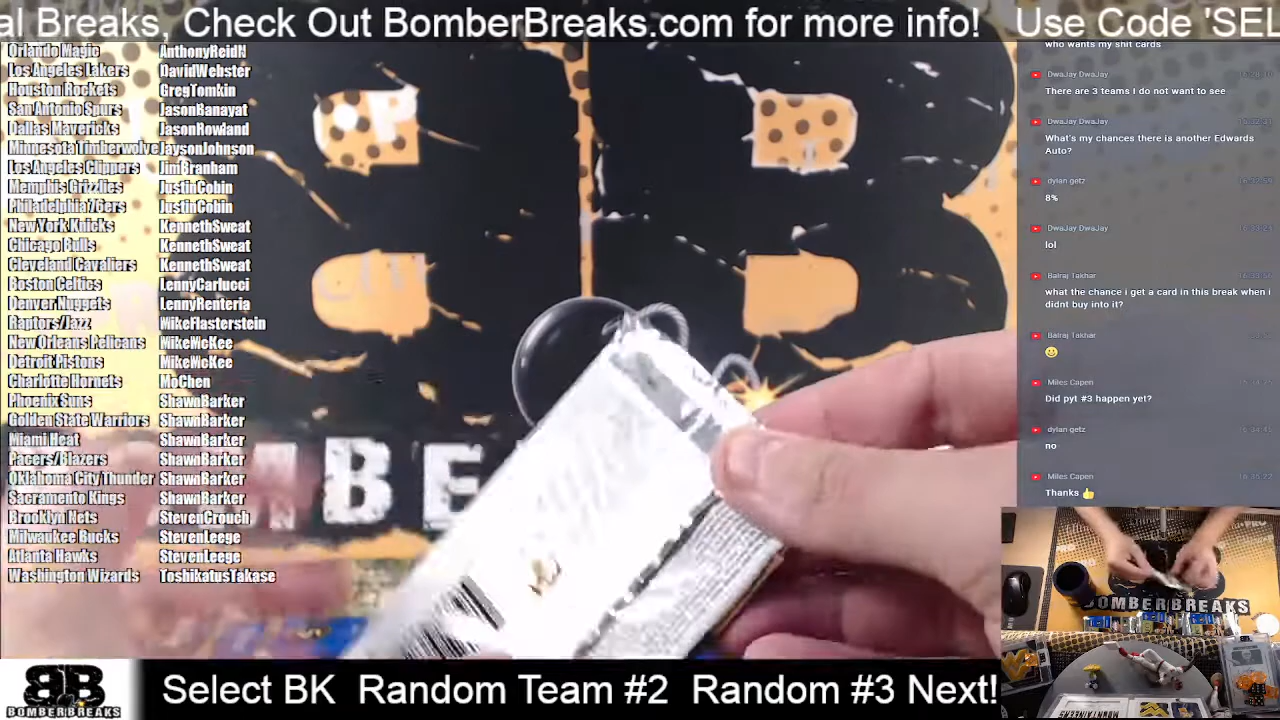 al Breaks, Check Out BomberBreaks.com for more info! Use Code 'SEL
Orlando Magic AnthonyReidN
Los Angeles Lakers DavidWebster
Houston Rockets GregTomkin
San Antonio Spurs JasonBanayat
Dallas Mavericks JasonRowland
Minnesota Timberwolve JaysonJohnson
Los Angeles Clippers JimBranham
Memphis Grizzlies JustinCobin
Philadelphia 76ers JustinCobin
New York Knicks KennethSweat
Chicago Bulls KennethSweat
Cleveland Cavaliers KennethSweat
Boston Celtics LennyCarlucci
Denver Nuggets LennyRenteria
Raptors/Jazz MikeFlasterstein
New Orleans Pelicans MikeMcKee
Detroit Pistons MikeMcKee
Charlotte Hornets MoChen
Phoenix Suns ShawnBarker
Golden State Warriors ShawnBarker
Miami Heat ShawnBarker
Pacers/Blazers ShawnBarker
Oklahoma City Thunder ShawnBarker
Sacramento Kings ShawnBarker
Brooklyn Nets StevenCrouch
Milwaukee Bucks StevenLeege
Atlanta Hawks StevenLeege
Washington Wizards ToshikatusTakase
who wants my shit cards
DwaJay DwaJay
There are 3 teams I do not want to see
DwaJay DwaJay
What's my chances there is another Edwards
Auto?
dylan getz
8%
DwaJay DwaJay
lol
Balraj Takhar
what the chance i get a card in this break when i
didnt buy into it?
Balraj Takhar
Miles Capen
Did pyt #3 happen yet?
dylan getz
no
Miles Capen
Thanks 👍
MBE
BOMBERBREAKS
BB
BOMBERBREAKS
Select BK Random Team #2 Random #3 Next!